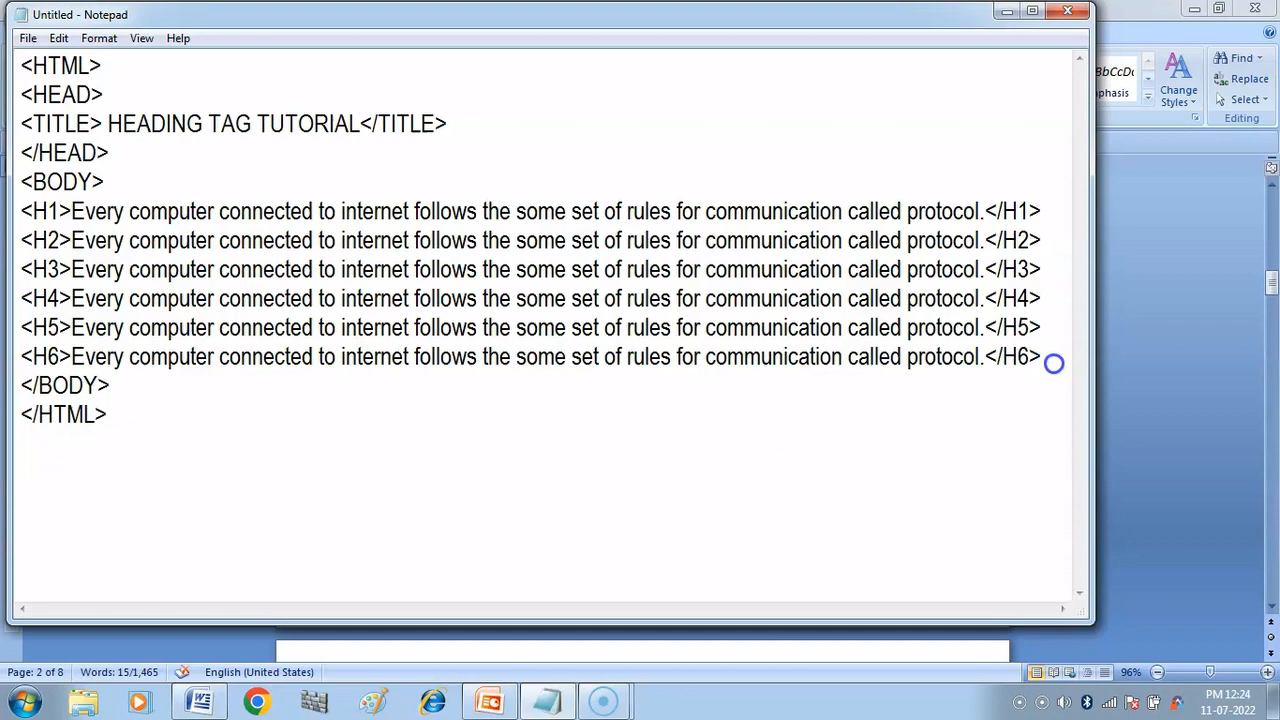 Untitled - Notepad
File Edit Format View Help
<HTML>
<HEAD>
<TITLE> HEADING TAG TUTORIAL</TITLE>
</HEAD>
<BODY>
<H1>Every computer connected to internet follows the some set of rules for communication called protocol.</H1>
<H2>Every computer connected to internet follows the some set of rules for communication called protocol.</H2>
<H3>Every computer connected to internet follows the some set of rules for communication called protocol.</H3>
<H4>Every computer connected to internet follows the some set of rules for communication called protocol.</H4>
<H5>Every computer connected to internet follows the some set of rules for communication called protocol.</H5>
<H6>Every computer connected to internet follows the some set of rules for communication called protocol.</H6>
</BODY>
</HTML>
Find
Replace
Select
Editing
Change
Styles
Page: 2 of 8 Words: 15/1,465 English (United States) 96%
PM 12:24
11-07-2022